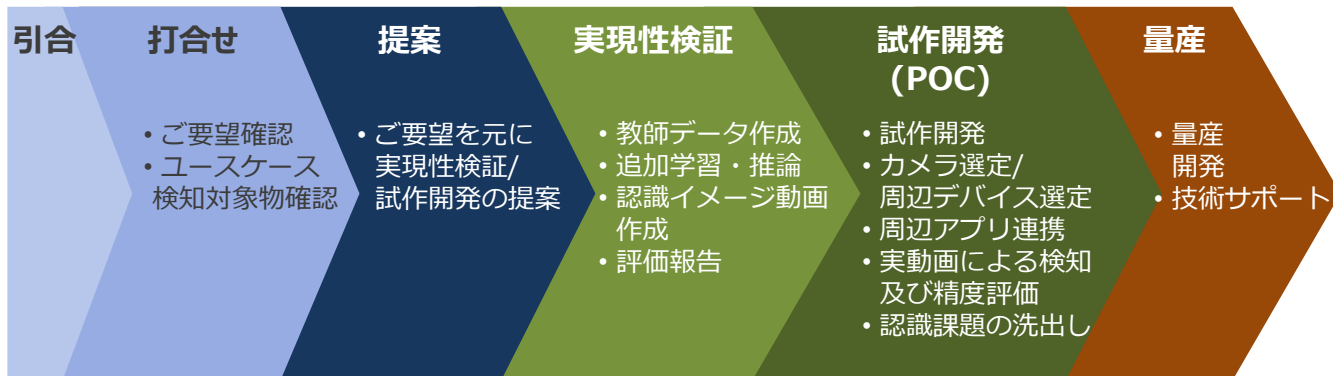 引合
打合せ
・ご要望確認
・ユースケース
検知対象物確認
提案
・ご要望を元に
実現性検証/
試作開発の提案
実現性検証
・教師データ作成
・追加学習・推論
・認識イメージ動画
作成
・評価報告
試作開発
(POC)
・試作開発
・カメラ選定/
周辺デバイス選定
・周辺アプリ連携
・実動画による検知
及び精度評価
・認識課題の洗出し
量産
・量産
開発
・技術サポート